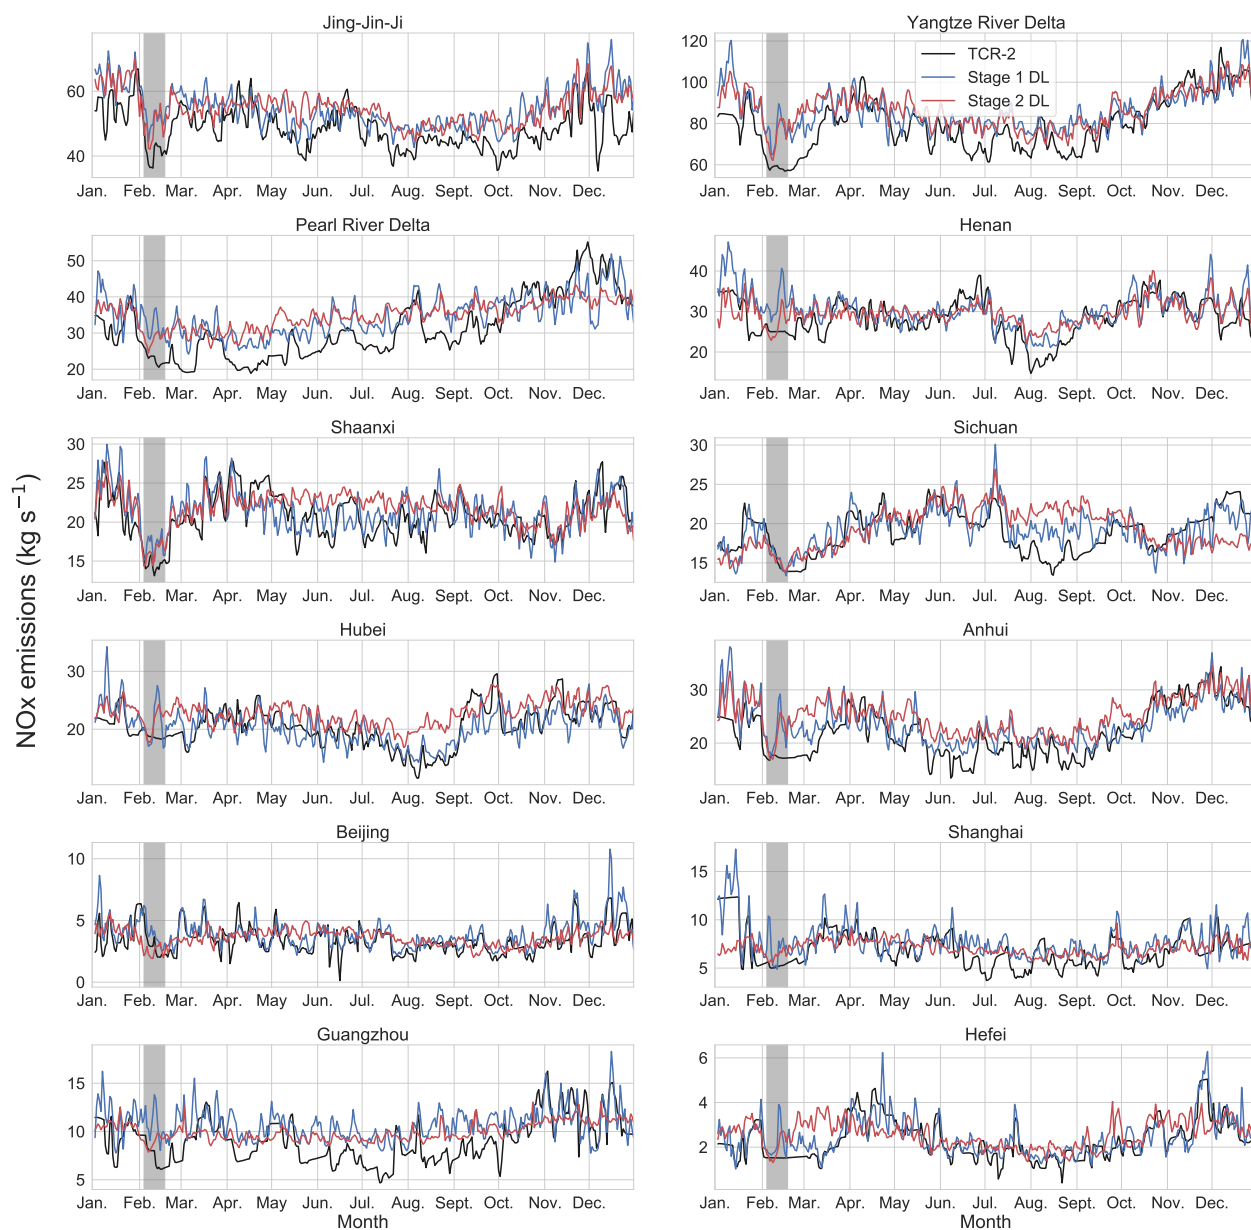 Jing-Jin-Ji
60
40
Jan. Feb. Mar. Apr. May Jun. Jul. Aug. Sept. Oct. Nov. Dec.
Yangtze River Delta
TCR-2
Stage 1 DL
Stage 2 DL
120
100
80
60
Jan. Feb. Mar. Apr. May Jun. Jul. Aug. Sept. Oct. Nov. Dec.
Pearl River Delta
50
40
30
20
Jan. Feb. Mar. Apr. May Jun. Jul. Aug. Sept. Oct. Nov. Dec.
Henan
40
30
20
Jan. Feb. Mar. Apr. May Jun. Jul. Aug. Sept. Oct. Nov. Dec.
NOx emissions (kg s⁻¹)
Shaanxi
30
25
20
15
Jan. Feb. Mar. Apr. May Jun. Jul. Aug. Sept. Oct. Nov. Dec.
Sichuan
30
25
20
15
Jan. Feb. Mar. Apr. May Jun. Jul. Aug. Sept. Oct. Nov. Dec.
Hubei
30
20
Jan. Feb. Mar. Apr. May Jun. Jul. Aug. Sept. Oct. Nov. Dec.
Anhui
30
20
Jan. Feb. Mar. Apr. May Jun. Jul. Aug. Sept. Oct. Nov. Dec.
Beijing
10
5
0
Jan. Feb. Mar. Apr. May Jun. Jul. Aug. Sept. Oct. Nov. Dec.
Shanghai
15
10
5
Jan. Feb. Mar. Apr. May Jun. Jul. Aug. Sept. Oct. Nov. Dec.
Guangzhou
15
10
5
Jan. Feb. Mar. Apr. May Jun. Jul. Aug. Sept. Oct. Nov. Dec.
Month
Hefei
6
4
2
Jan. Feb. Mar. Apr. May Jun. Jul. Aug. Sept. Oct. Nov. Dec.
Month